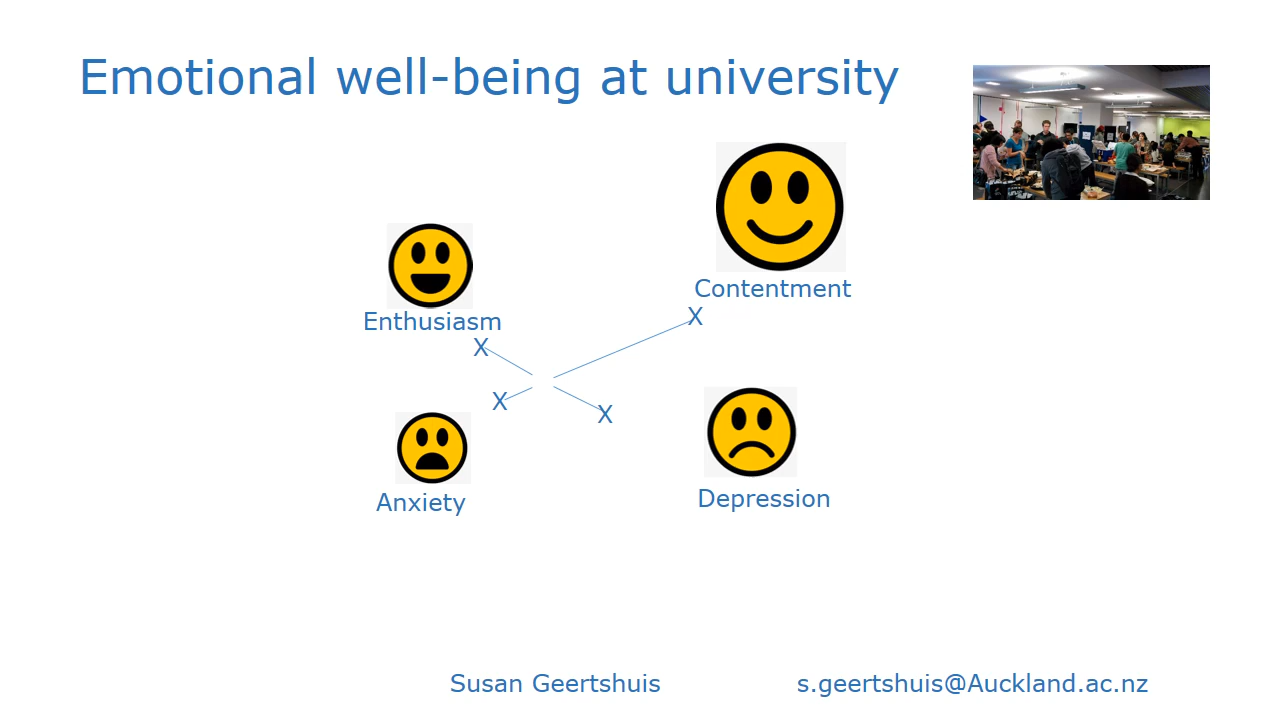 Emotional well-being at university
Contentment
X
Enthusiasm
X
X
X
Depression
Anxiety
Susan Geertshuis
s.geertshuis@Auckland.ac.nz